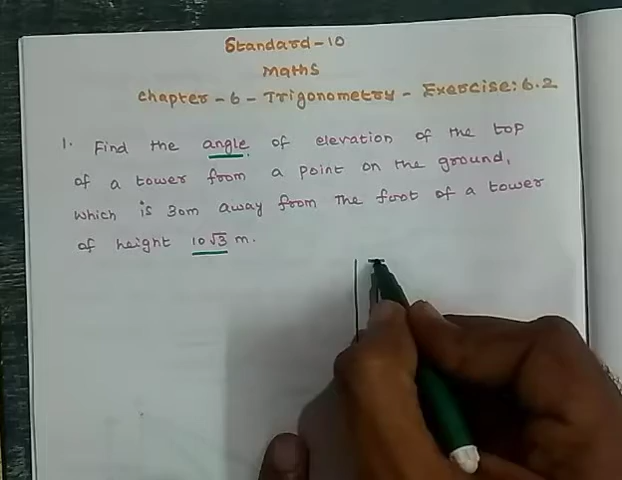 Standard-10
Maths
Chapter - 6 - Trigonometry - Exercise: 6.2
1. Find the angle of elevation of the top
of a tower from a point on the ground,
which is 30m away from the foot of a tower
of height 10√3 m.